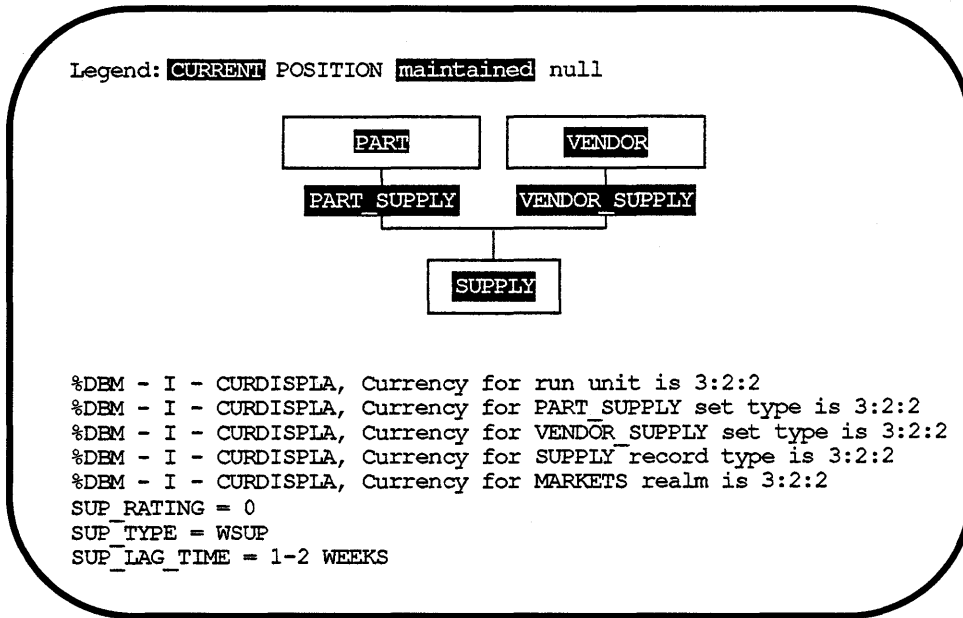 Legend: CURRENT POSITION maintained null
PART VENDOR
PART_SUPPLY VENDOR_SUPPLY
SUPPLY
%DBM - I - CURDISPLA, Currency for run unit is 3:2:2
%DBM - I - CURDISPLA, Currency for PART_SUPPLY set type is 3:2:2
%DBM - I - CURDISPLA, Currency for VENDOR_SUPPLY set type is 3:2:2
%DBM - I - CURDISPLA, Currency for SUPPLY record type is 3:2:2
%DBM - I - CURDISPLA, Currency for MARKETS realm is 3:2:2
SUP_RATING = 0
SUP_TYPE = WSUP
SUP_LAG_TIME = 1-2 WEEKS